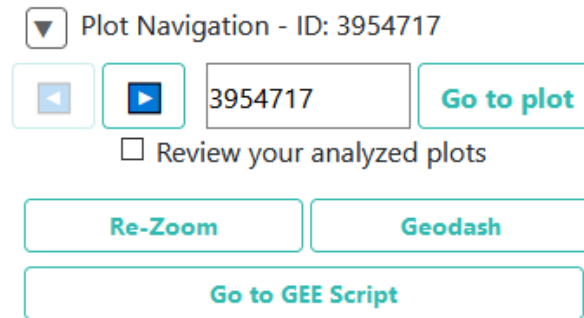 Plot Navigation - ID: 3954717
3954717 Go to plot
Review your analyzed plots
Re-Zoom Geodash
Go to GEE Script